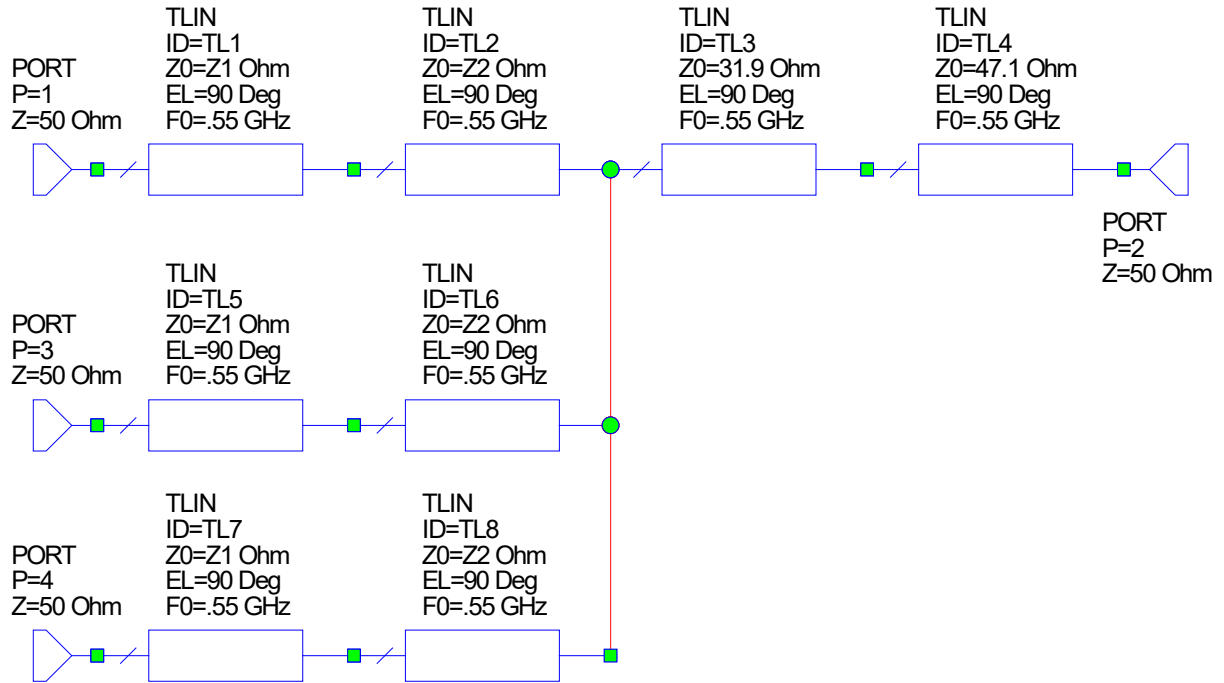 TLIN
ID=TL1
Z0=Z1 Ohm
EL=90 Deg
F0=.55 GHz
TLIN
ID=TL2
Z0=Z2 Ohm
EL=90 Deg
F0=.55 GHz
TLIN
ID=TL3
Z0=31.9 Ohm
EL=90 Deg
F0=.55 GHz
TLIN
ID=TL4
Z0=47.1 Ohm
EL=90 Deg
F0=.55 GHz
PORT
P=1
Z=50 Ohm
PORT
P=2
Z=50 Ohm
TLIN
ID=TL5
Z0=Z1 Ohm
EL=90 Deg
F0=.55 GHz
TLIN
ID=TL6
Z0=Z2 Ohm
EL=90 Deg
F0=.55 GHz
PORT
P=3
Z=50 Ohm
TLIN
ID=TL7
Z0=Z1 Ohm
EL=90 Deg
F0=.55 GHz
TLIN
ID=TL8
Z0=Z2 Ohm
EL=90 Deg
F0=.55 GHz
PORT
P=4
Z=50 Ohm